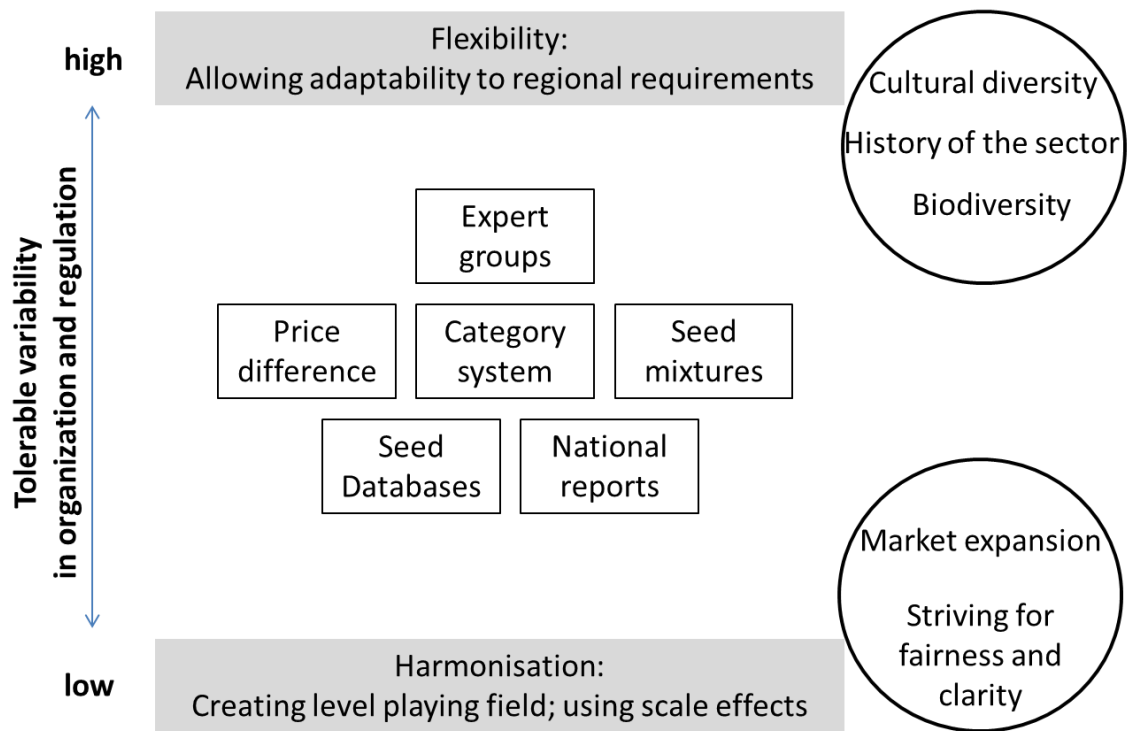 high
Flexibility:
Allowing adaptability to regional requirements
Cultural diversity
History of the sector
Biodiversity
Tolerable variability
in organization and regulation
Expert
groups
Price
difference
Category
system
Seed
mixtures
Seed
Databases
National
reports
Market expansion
Striving for
fairness and
clarity
low
Harmonisation:
Creating level playing field; using scale effects